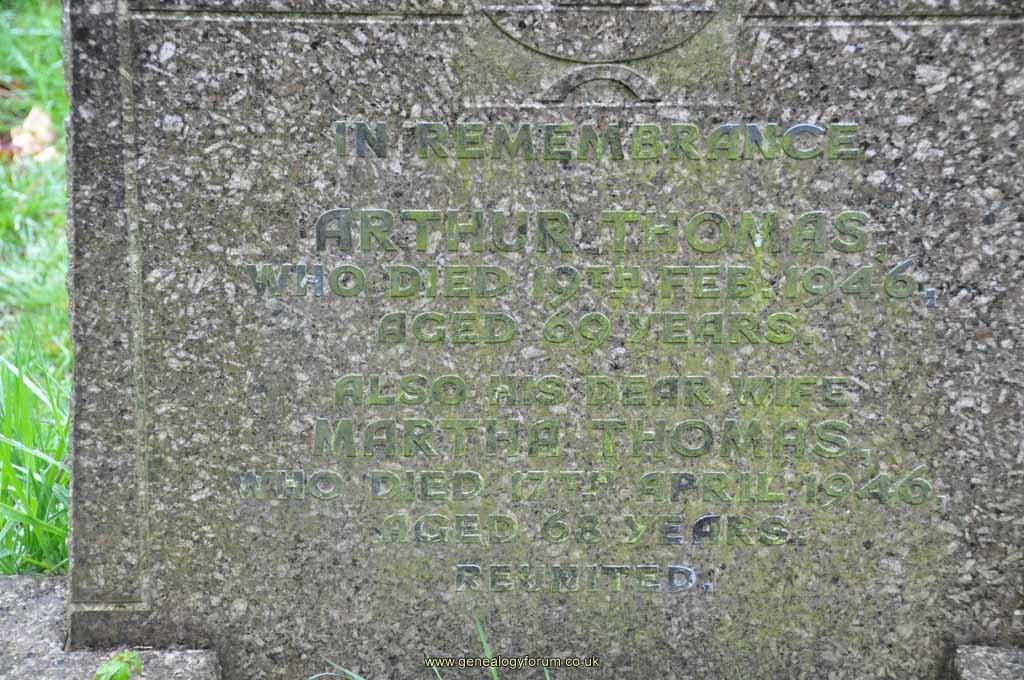 IN REMEMBRANCE
ARTHUR THOMAS.
WHO DIED 19TH FEB. 1946.,
AGED 69 YEARS.
ALSO HIS DEAR WIFE
MARTHA THOMAS.
WHO DIED 17TH APRIL 1946,
AGED 68 YEARS.
REUNITED.
www.genealogyforum.co.uk